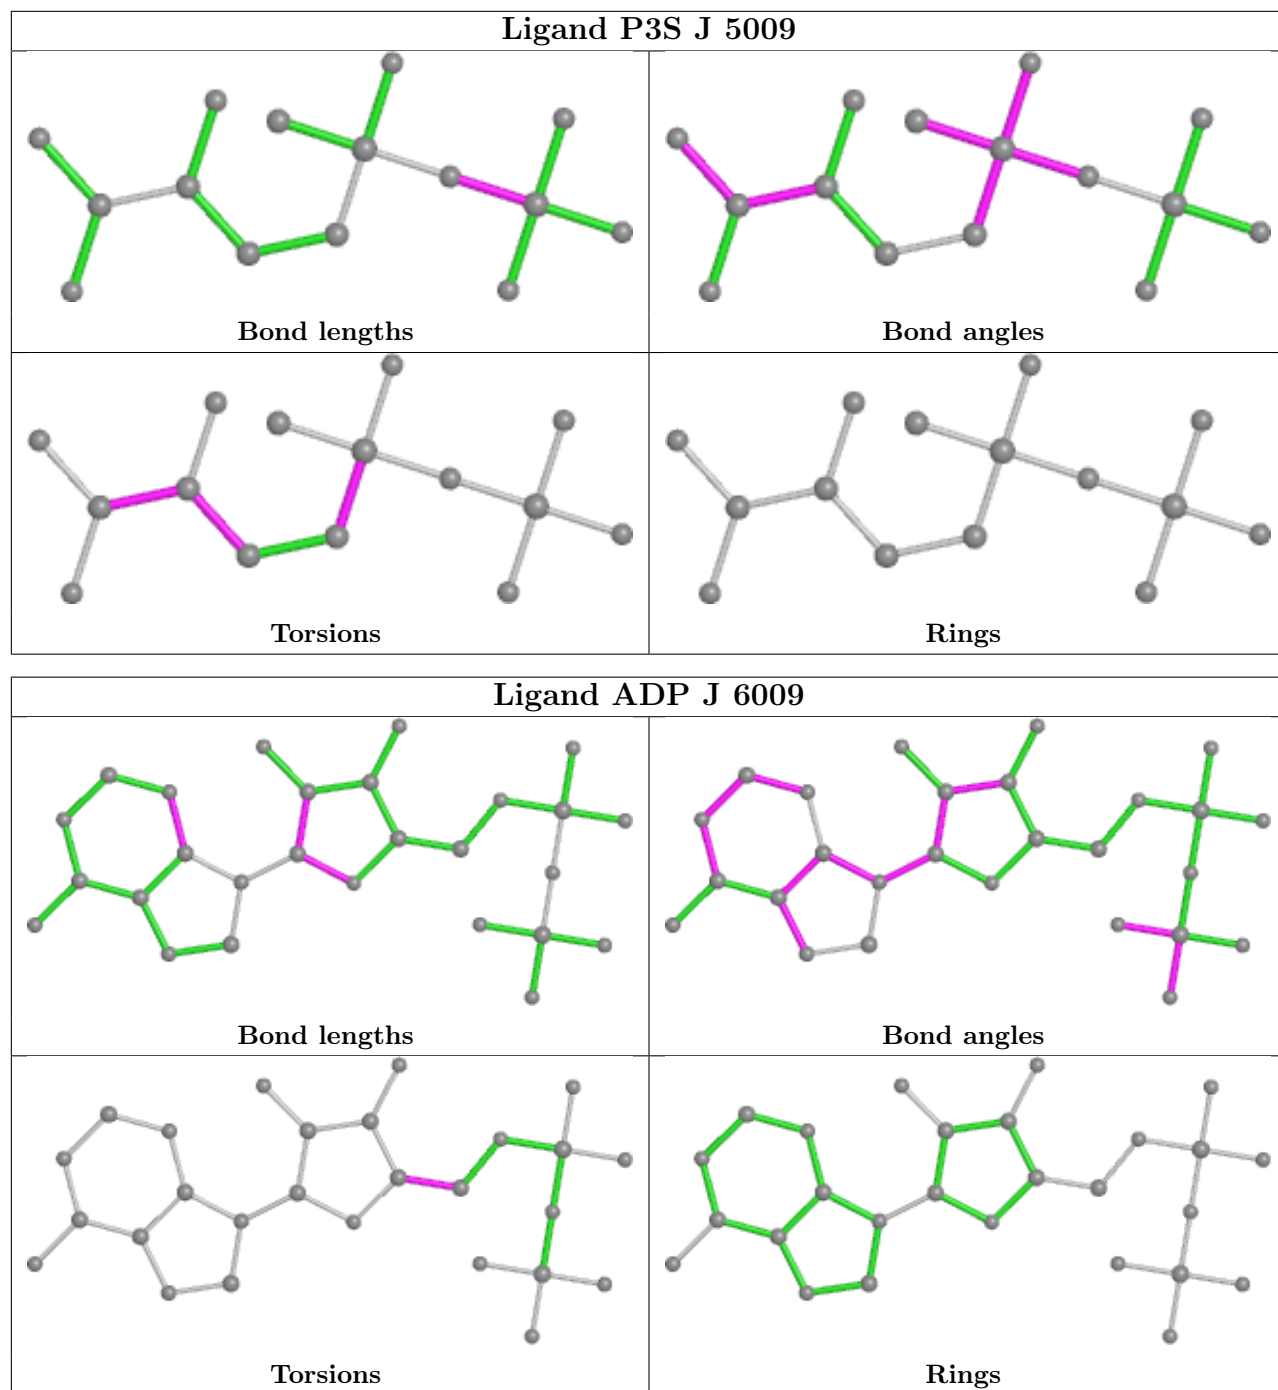 Ligand P3S J 5009
Bond lengths
Bond angles
Torsions
Rings
Ligand ADP J 6009
Bond lengths
Bond angles
Torsions
Rings